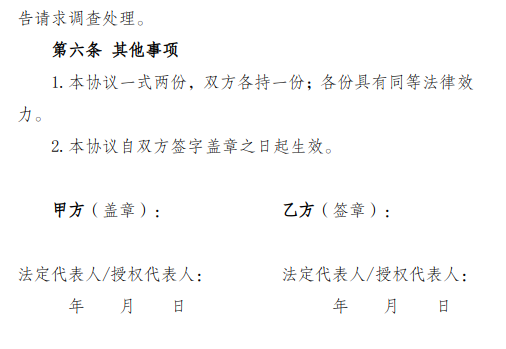 告请求调查处理。
第六条 其他事项
1.本协议一式两份，双方各持一份；各份具有同等法律效
力。
2.本协议自双方签字盖章之日起生效。
甲方（盖章）： 乙方（签章）：
法定代表人/授权代表人： 法定代表人/授权代表人：
年 月 日 年 月 日